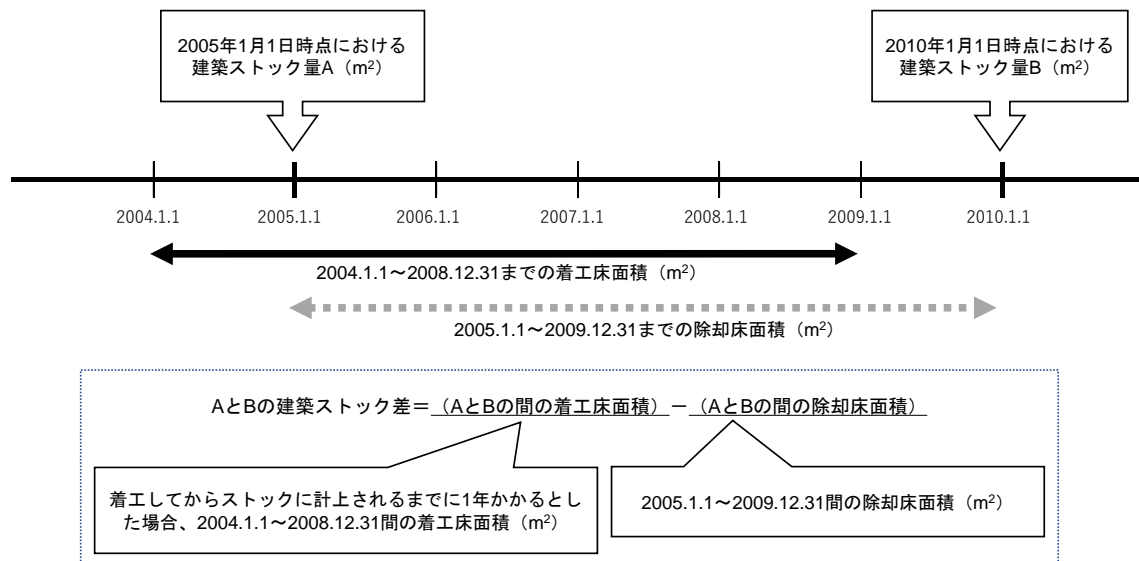 2005年1月1日時点における
建築ストック量A（m²）
2010年1月1日時点における
建築ストック量B（m²）
2004.1.1
2005.1.1
2006.1.1
2007.1.1
2008.1.1
2009.1.1
2010.1.1
2004.1.1～2008.12.31までの着工床面積（m²）
2005.1.1～2009.12.31までの除却床面積（m²）
AとBの建築ストック差＝（AとBの間の着工床面積）－（AとBの間の除却床面積）
着工してからストックに計上されるまでに1年かかるとし
た場合、2004.1.1～2008.12.31間の着工床面積（m²）
2005.1.1～2009.12.31間の除却床面積（m²）